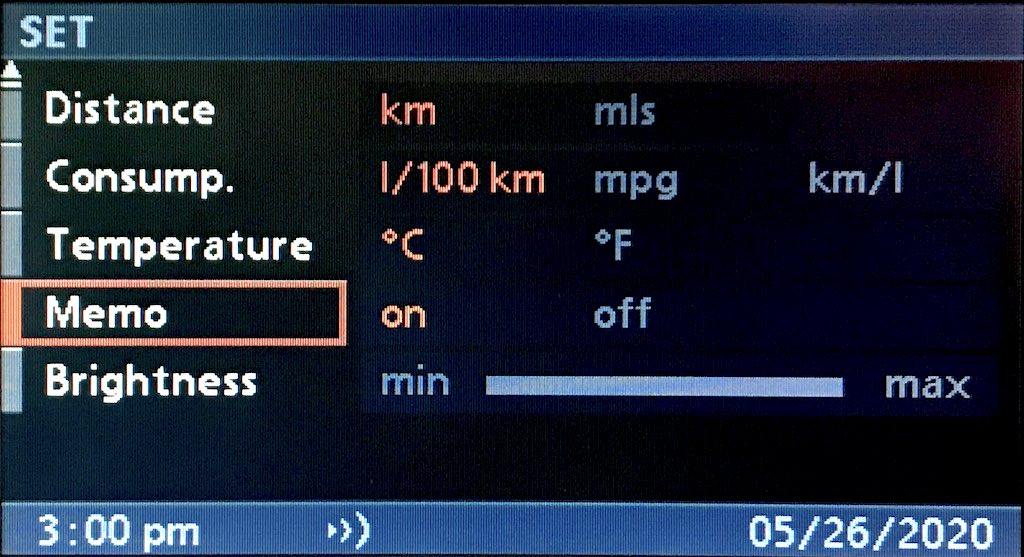 SET
Distance km mls
Consump. l/100 km mpg km/l
Temperature °C °F
Memo on off
Brightness min max
3:00 pm 05/26/2020